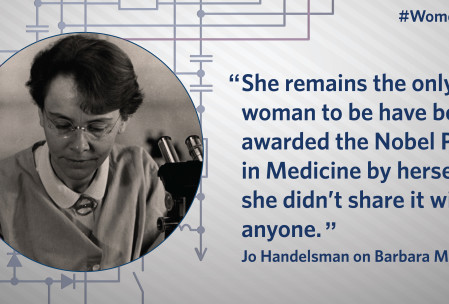 #Wome
“She remains the only
woman to be have be
awarded the Nobel P
in Medicine by herse
she didn’t share it wi
anyone.”
Jo Handelsman on Barbara M